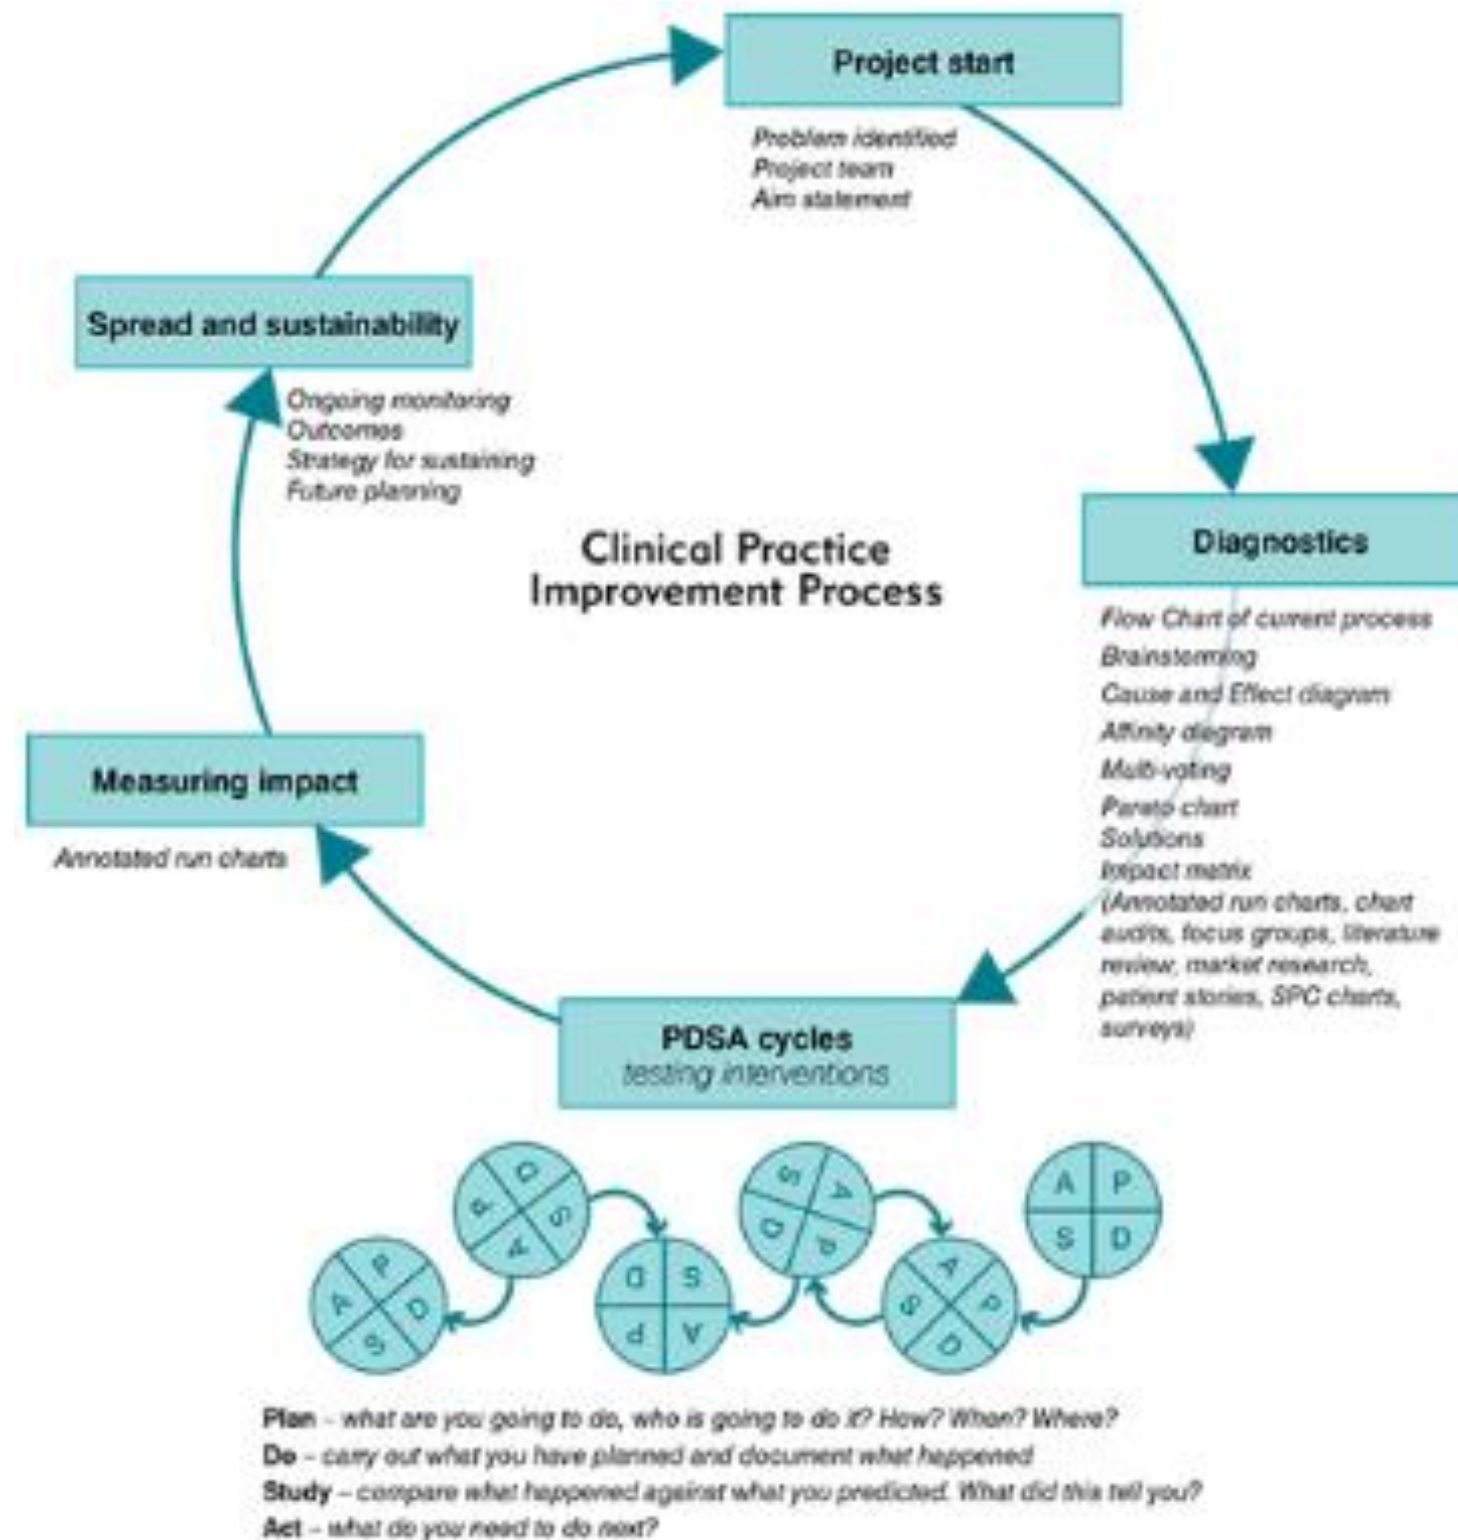 Project start
Problem identified
Project team
Aim statement
Diagnostics
Flow Chart of current process
Brainstorming
Cause and Effect diagram
Affinity diagram
Multi-voting
Pareto chart
Solutions
Impact matrix
(Annotated run charts, chart
audits, focus groups, literature
review, market research,
patient stories, SPC charts,
surveys)
PDSA cycles
testing interventions
Measuring impact
Annotated run charts
Spread and sustainability
Ongoing monitoring
Outcomes
Strategy for sustaining
Future planning
Clinical Practice
Improvement Process
A P
S D
A P
S D
A P
S D
A P
S D
A P
S D
A P
S D
Plan – what are you going to do, who is going to do it? How? When? Where?
Do – carry out what you have planned and document what happened
Study – compare what happened against what you predicted. What did this tell you?
Act – what do you need to do next?